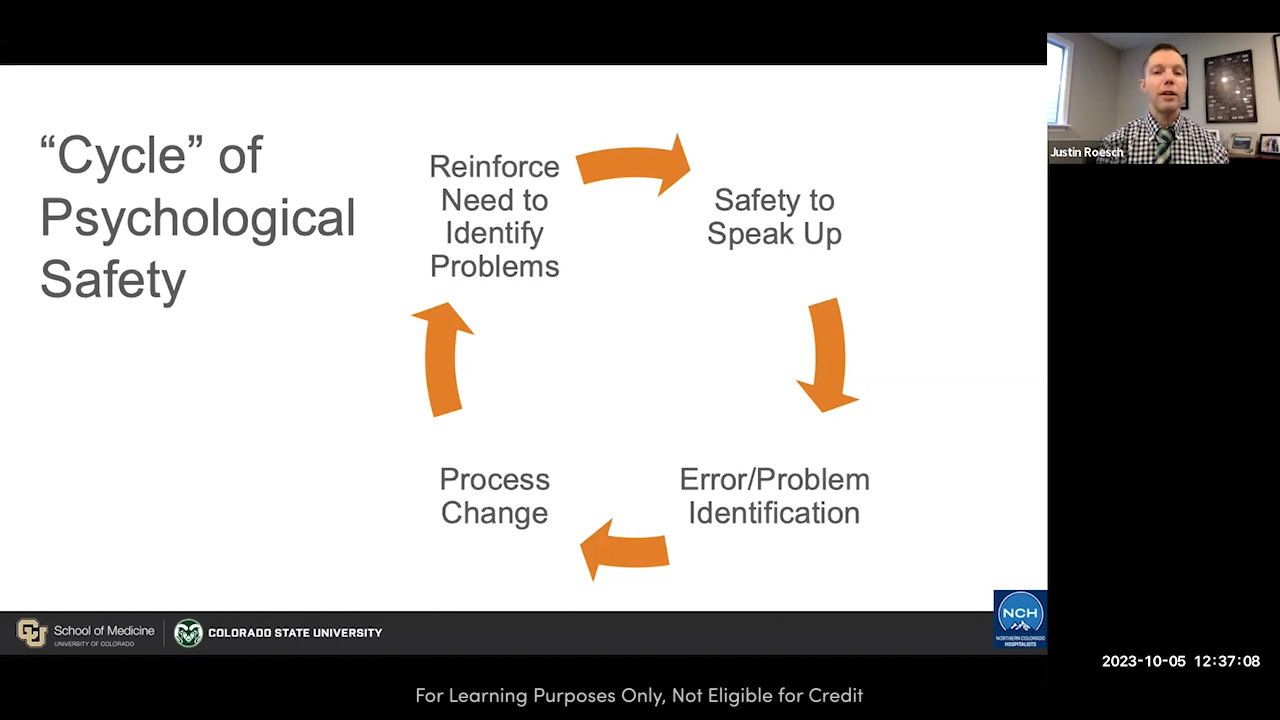 “Cycle” of
Psychological
Safety
Reinforce
Need to
Identify
Problems
Safety to
Speak Up
Error/Problem
Identification
Process
Change
Justin Roesch
CU
School of Medicine
UNIVERSITY OF COLORADO
COLORADO STATE UNIVERSITY
NCH
NORTHERN COLORADO
HOSPITALISTS
2023-10-05 12:37:08
For Learning Purposes Only, Not Eligible for Credit